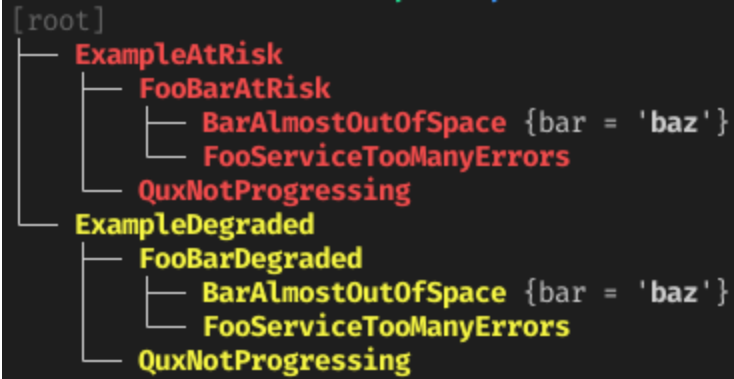 [root]
ExampleAtRisk
FooBarAtRisk
BarAlmostOutOfSpace {bar = 'baz'}
FooServiceTooManyErrors
QuxNotProgressing
ExampleDegraded
FooBarDegraded
BarAlmostOutOfSpace {bar = 'baz'}
FooServiceTooManyErrors
QuxNotProgressing